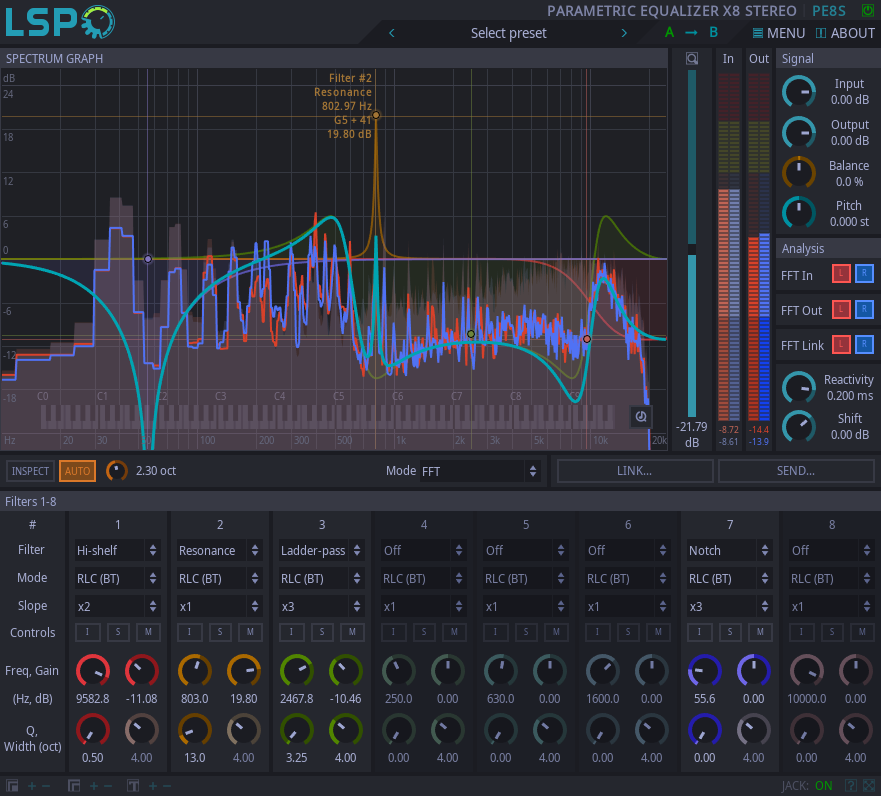 LSP
PARAMETRIC EQUALIZER X8 STEREO PE8S
Select preset
A → B
MENU ABOUT
SPECTRUM GRAPH
dB
24
18
12
6
0
-6
-12
-18
Filter #2
Resonance
802.97 Hz
G5 + 41
19.80 dB
C0 C1 C2 C3 C4 C5 C6 C7 C8
Hz 20 30 100 200 300 500 1k 2k 3k 5k 10k 20k
-21.79
dB
In Out
-8.72 -14.4
-8.61 -13.9
Signal
Input
0.00 dB
Output
0.00 dB
Balance
0.0 %
Pitch
0.000 st
Analysis
FFT In L R
FFT Out L R
FFT Link L R
Reactivity
0.200 ms
Shift
0.00 dB
INSPECT AUTO 2.30 oct Mode FFT LINK... SEND...
Filters 1-8
# 1 2 3 4 5 6 7 8
Filter Hi-shelf Resonance Ladder-pass Off Off Off Notch Off
Mode RLC (BT) RLC (BT) RLC (BT) RLC (BT) RLC (BT) RLC (BT) RLC (BT) RLC (BT)
Slope x2 x1 x3 x1 x1 x1 x3 x1
Controls I S M I S M I S M I S M I S M I S M I S M I S M
Freq, Gain
(Hz, dB) 9582.8 -11.08 803.0 19.80 2467.8 -10.46 250.0 0.00 630.0 0.00 1600.0 0.00 55.6 0.00 10000.0 0.00
Q,
Width (oct)
0.50 4.00 13.0 4.00 3.25 4.00 0.00 4.00 0.00 4.00 0.00 4.00 0.00 4.00 0.00 4.00
JACK: ON ?